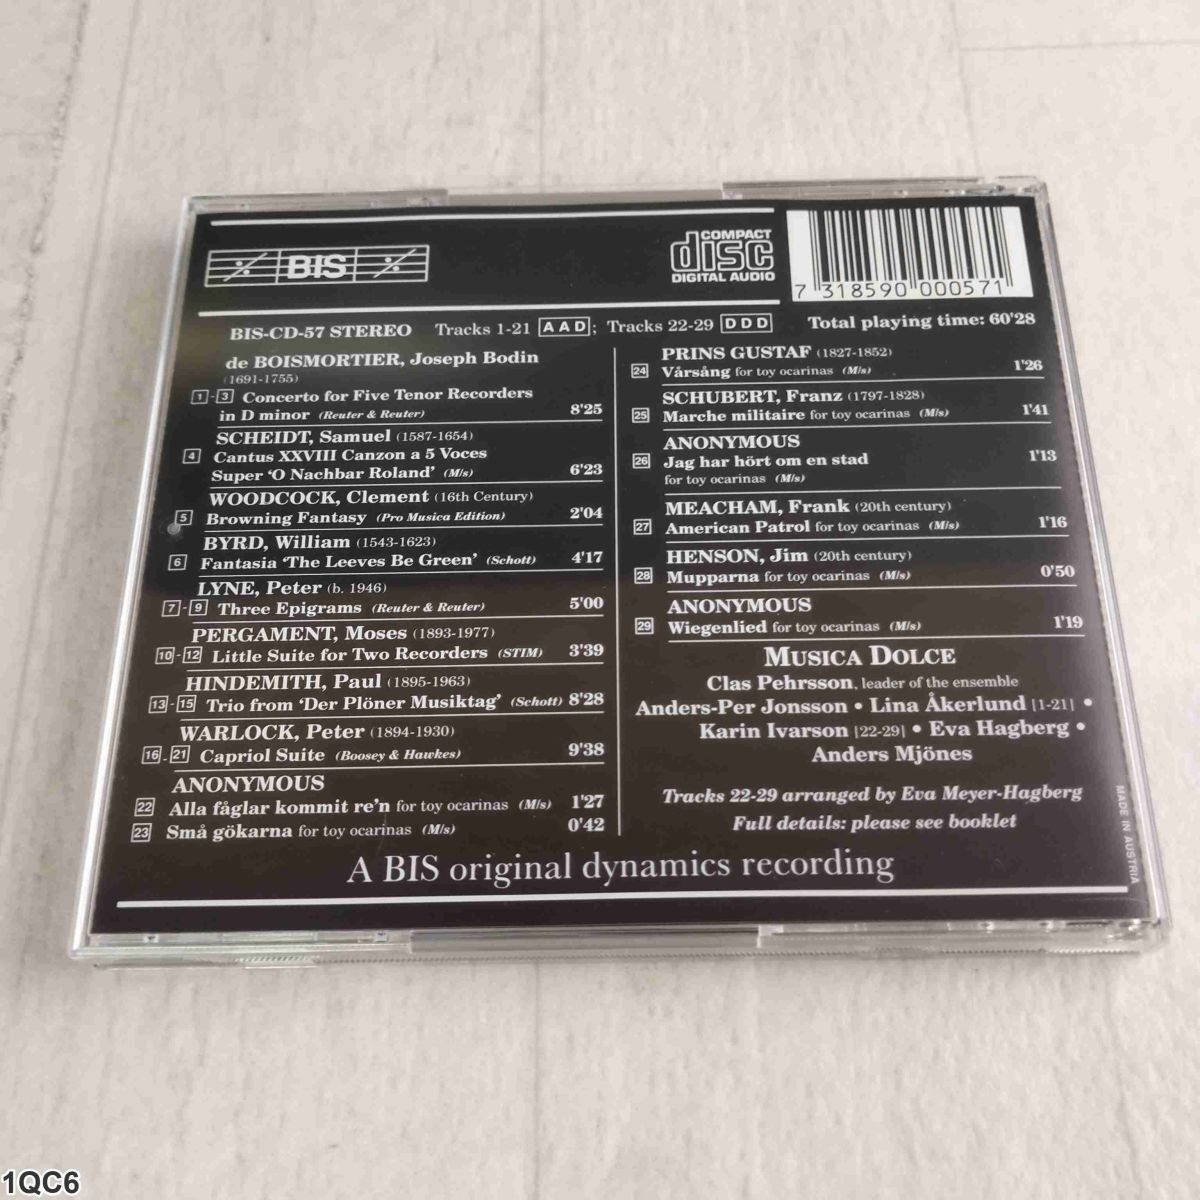 BIS
COMPACT
disc
DIGITAL AUDIO
7 318590 000571
BIS-CD-57 STEREO Tracks 1-21 AAD; Tracks 22-29 DDD
Total playing time: 60'28
de BOISMORTIER, Joseph Bodin
(1691-1755)
1 - 3 Concerto for Five Tenor Recorders
in D minor (Reuter & Reuter) 8'25
SCHEIDT, Samuel (1587-1654)
4 Cantus XXVIII Canzon a 5 Voces
Super 'O Nachbar Roland' (M/s) 6'23
WOODCOCK, Clement (16th Century)
5 Browning Fantasy (Pro Musica Edition) 2'04
BYRD, William (1543-1623)
6 Fantasia 'The Leeves Be Green' (Schott) 4'17
LYNE, Peter (b. 1946)
7 - 9 Three Epigrams (Reuter & Reuter) 5'00
PERGAMENT, Moses (1893-1977)
10 - 12 Little Suite for Two Recorders (STIM) 3'39
HINDEMITH, Paul (1895-1963)
13 - 15 Trio from 'Der Plöner Musiktag' (Schott) 8'28
WARLOCK, Peter (1894-1930)
16 - 21 Capriol Suite (Boosey & Hawkes) 9'38
ANONYMOUS
22 Alla fåglar kommit re'n for toy ocarinas (M/s) 1'27
23 Små gökarna for toy ocarinas (M/s) 0'42
PRINS GUSTAF (1827-1852)
24 Vårsång for toy ocarinas (M/s) 1'26
SCHUBERT, Franz (1797-1828)
25 Marche militaire for toy ocarinas (M/s) 1'41
ANONYMOUS
26 Jag har hört om en stad 1'13
for toy ocarinas (M/s)
MEACHAM, Frank (20th century)
27 American Patrol for toy ocarinas (M/s) 1'16
HENSON, Jim (20th century)
28 Mupparna for toy ocarinas (M/s) 0'50
ANONYMOUS
29 Wiegenlied for toy ocarinas (M/s) 1'19
MUSICA DOLCE
Clas Pehrsson, leader of the ensemble
Anders-Per Jonsson • Lina Åkerlund [1-21] •
Karin Ivarson [22-29] • Eva Hagberg •
Anders Mjönes
Tracks 22-29 arranged by Eva Meyer-Hagberg
Full details: please see booklet
A BIS original dynamics recording
MADE IN AUSTRIA
1QC6